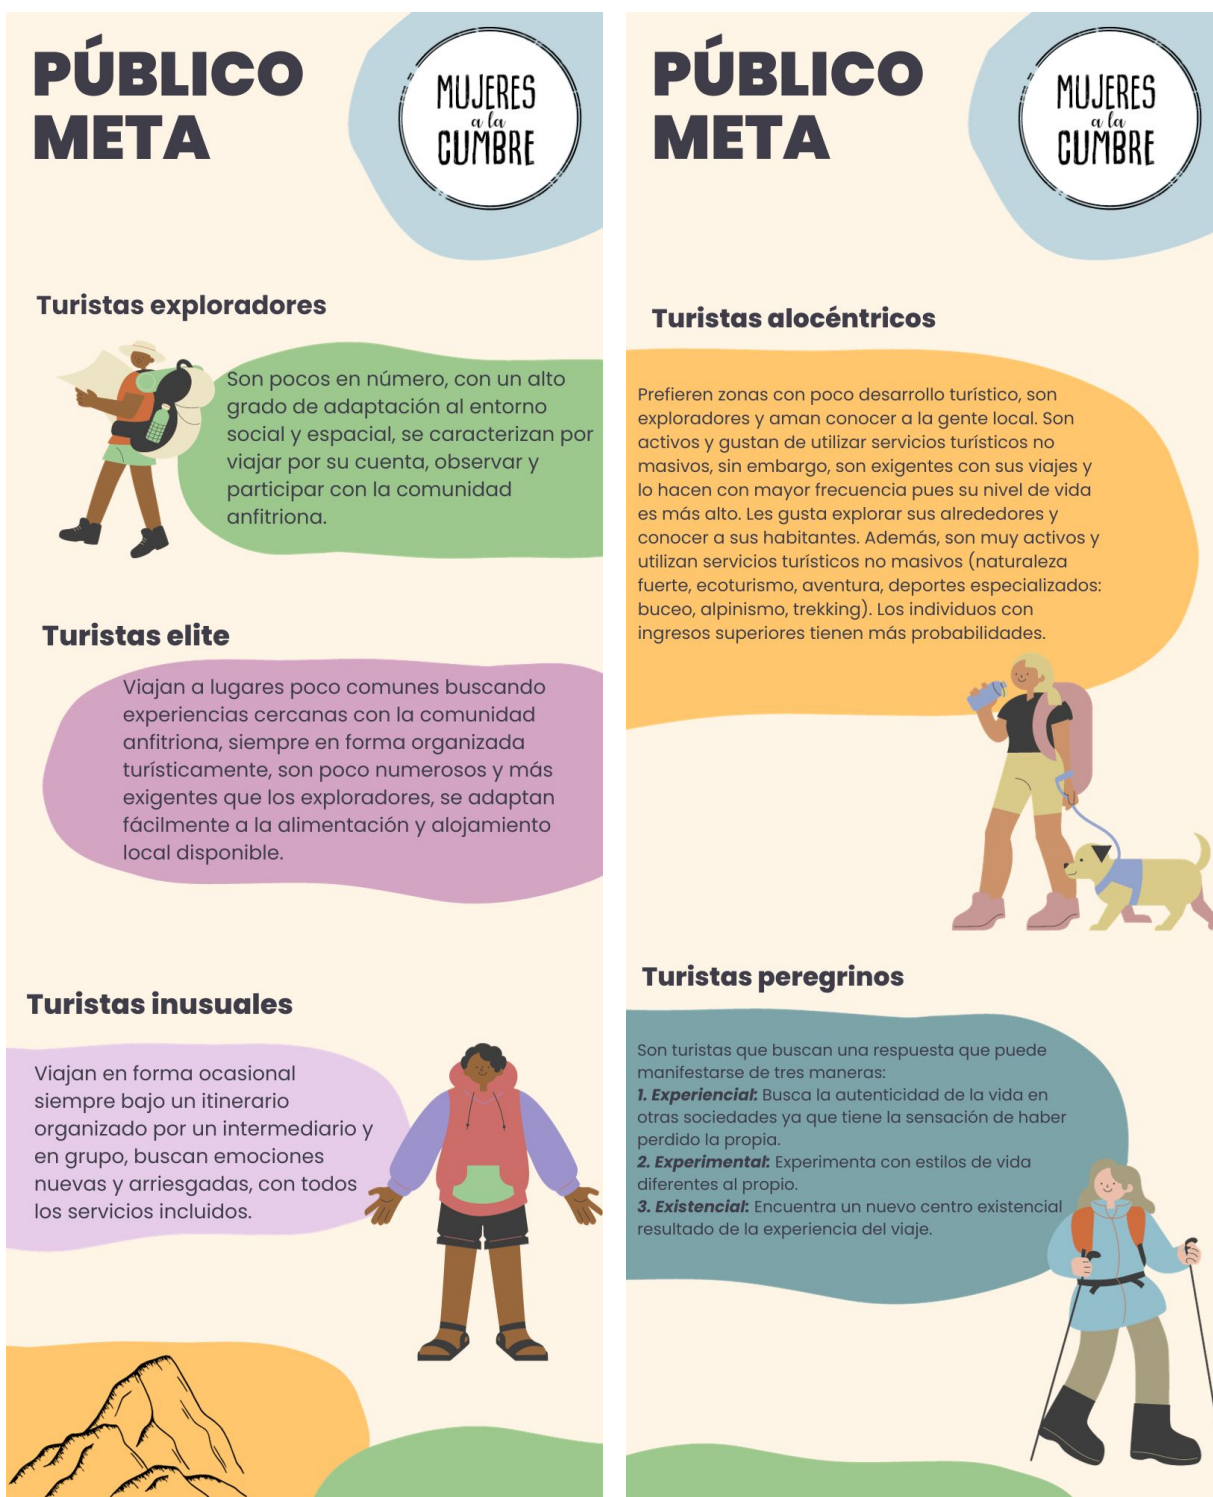 PÚBLICO
META
MUJERES
a la
CUMBRE
Turistas exploradores
Son pocos en número, con un alto
grado de adaptación al entorno
social y espacial, se caracterizan por
viajar por su cuenta, observar y
participar con la comunidad
anfitriona.
Turistas elite
Viajan a lugares poco comunes buscando
experiencias cercanas con la comunidad
anfitriona, siempre en forma organizada
turísticamente, son poco numerosos y más
exigentes que los exploradores, se adaptan
fácilmente a la alimentación y alojamiento
local disponible.
Turistas inusuales
Viajan en forma ocasional
siempre bajo un itinerario
organizado por un intermediario y
en grupo, buscan emociones
nuevas y arriesgadas, con todos
los servicios incluidos.
PÚBLICO
META
MUJERES
a la
CUMBRE
Turistas alocéntricos
Prefieren zonas con poco desarrollo turístico, son
exploradores y aman conocer a la gente local. Son
activos y gustan de utilizar servicios turísticos no
masivos, sin embargo, son exigentes con sus viajes y
lo hacen con mayor frecuencia pues su nivel de vida
es más alto. Les gusta explorar sus alrededores y
conocer a sus habitantes. Además, son muy activos y
utilizan servicios turísticos no masivos (naturaleza
fuerte, ecoturismo, aventura, deportes especializados:
buceo, alpinismo, trekking). Los individuos con
ingresos superiores tienen más probabilidades.
Turistas peregrinos
Son turistas que buscan una respuesta que puede
manifestarse de tres maneras:
1. Experiencial: Busca la autenticidad de la vida en
otras sociedades ya que tiene la sensación de haber
perdido la propia.
2. Experimental: Experimenta con estilos de vida
diferentes al propio.
3. Existencial: Encuentra un nuevo centro existencial
resultado de la experiencia del viaje.